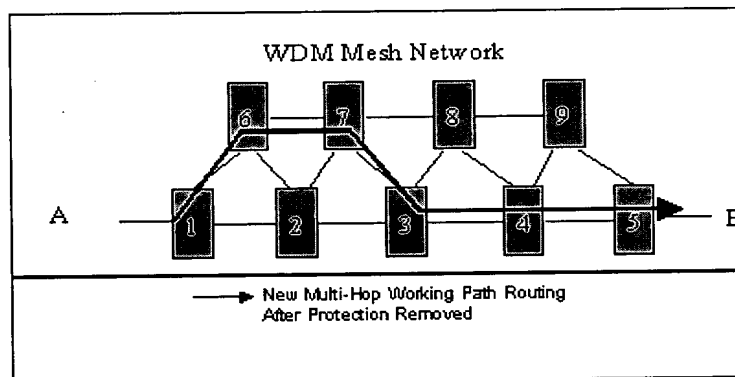 WDM Mesh Network
6 7 8 9
A 1 2 3 4 5
New Multi-Hop Working Path Routing
After Protection Removed